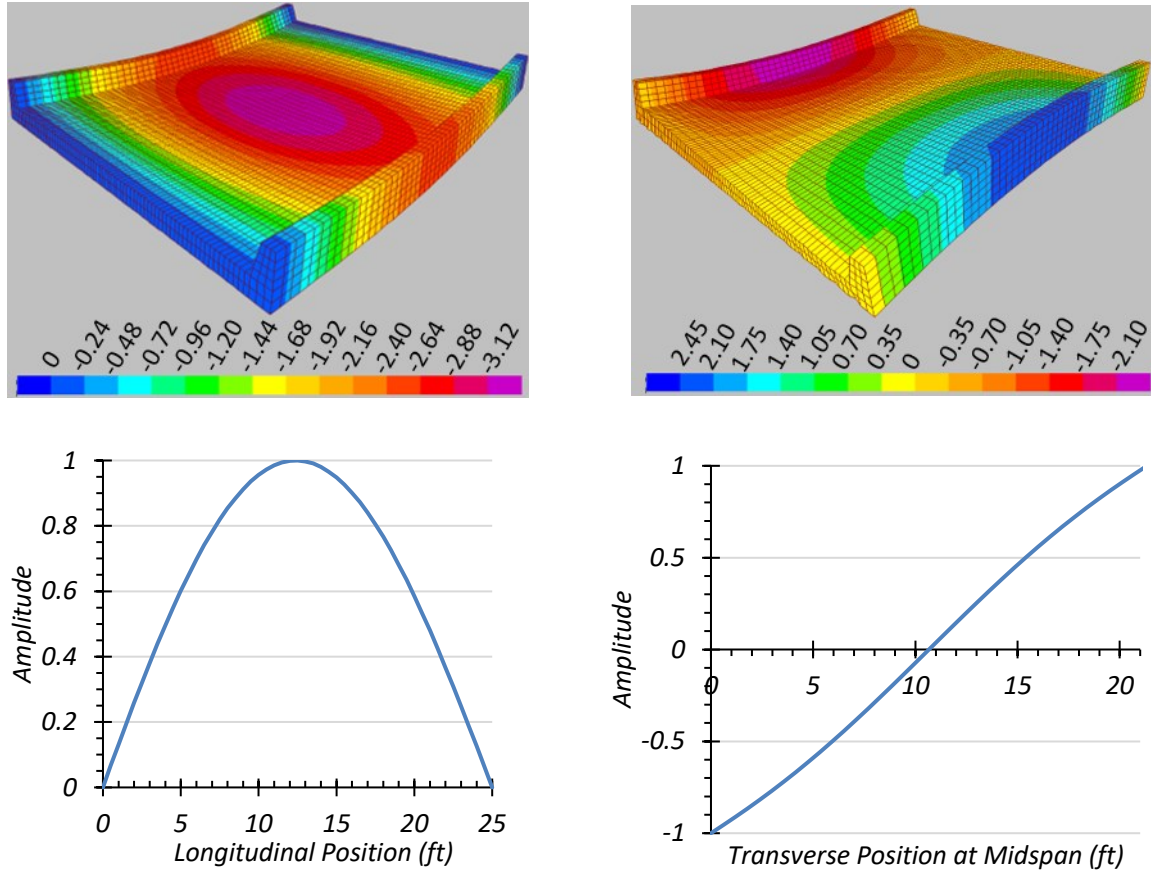 0 -0.24 -0.48 -0.72 -0.96 -1.20 -1.44 -1.68 -1.92 -2.16 -2.40 -2.64 -2.88 -3.12
2.45 2.10 1.75 1.40 1.05 0.70 0.35 0 -0.35 -0.70 -1.05 -1.40 -1.75 -2.10
1
0.8
0.6
0.4
0.2
0
Amplitude
0 5 10 15 20 25
Longitudinal Position (ft)
1
0.5
0
-0.5
-1
Amplitude
0 5 10 15 20
Transverse Position at Midspan (ft)